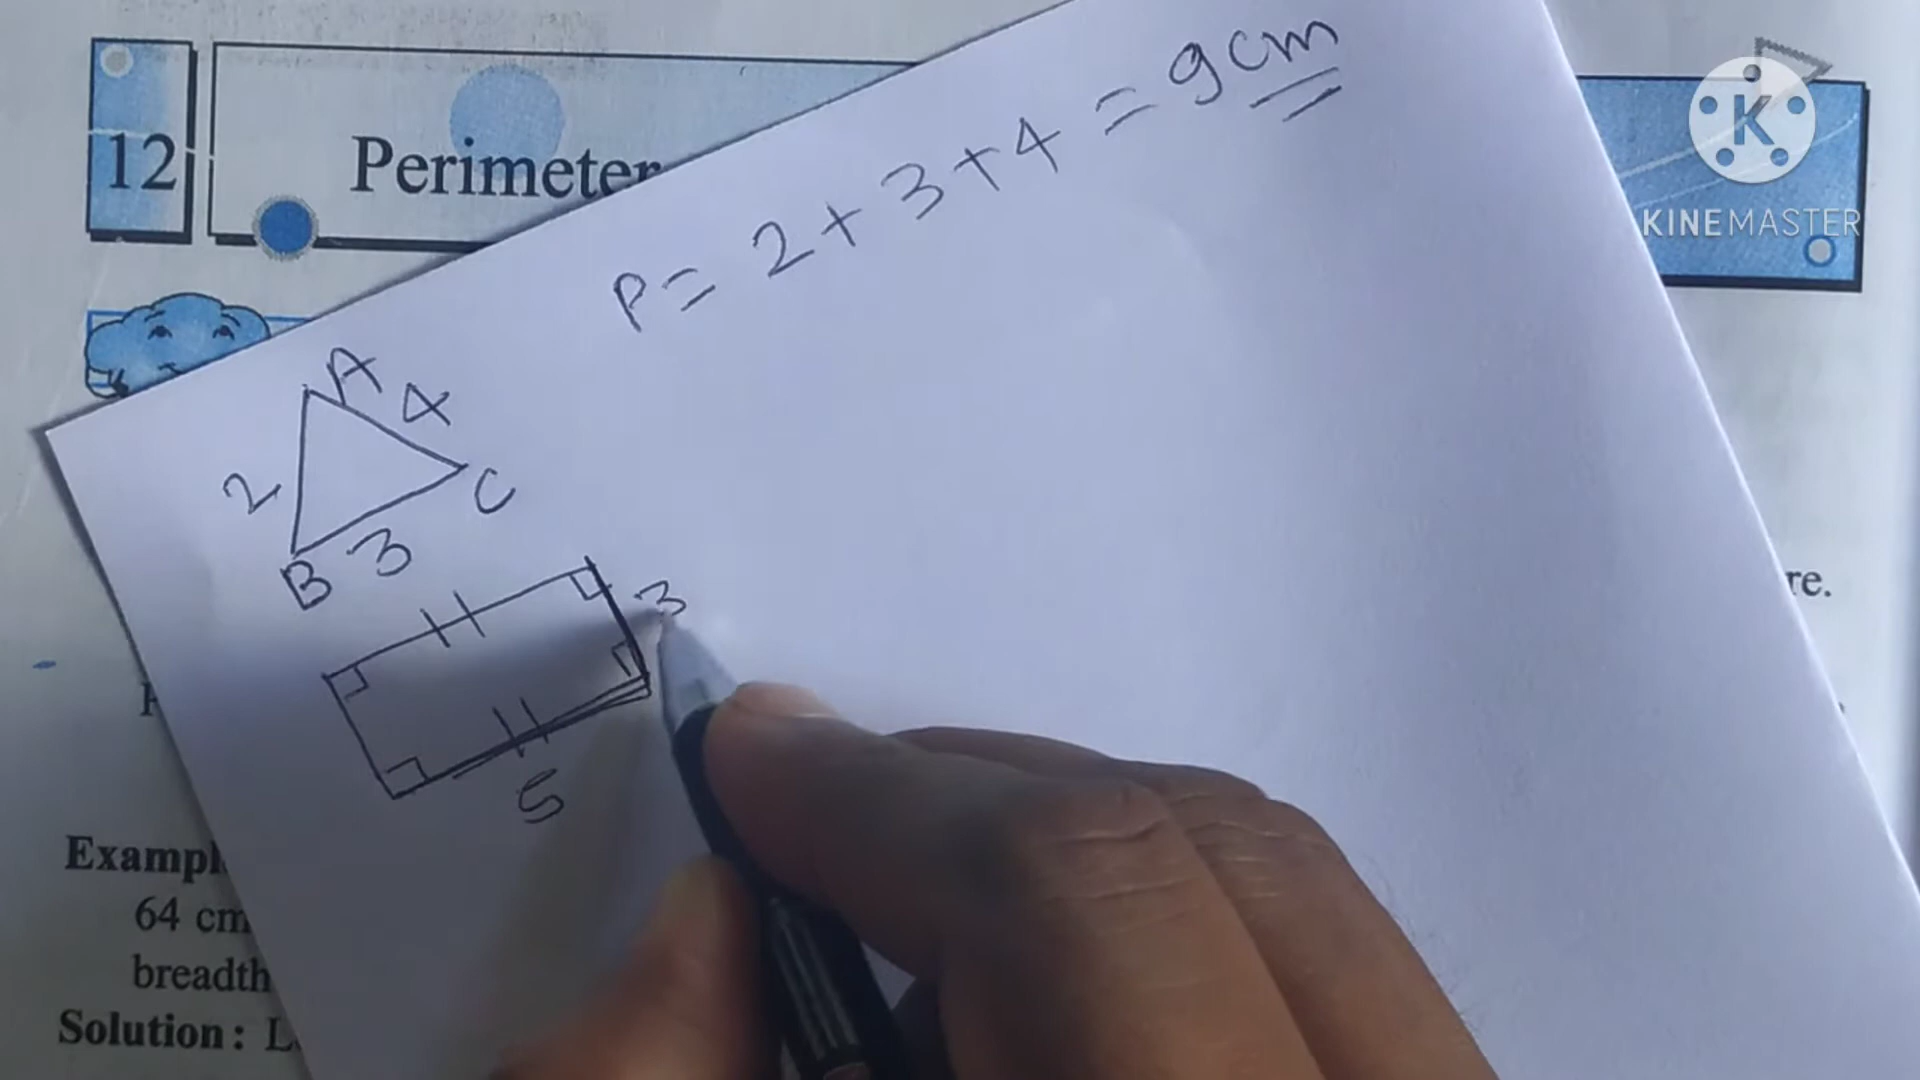 12 Perimeter
KINEMASTER
P = 2 + 3 + 4 = 9 cm
A
4
2
C
B
3
3
5
re.
Exampl
64 cm
breadth
Solution : L